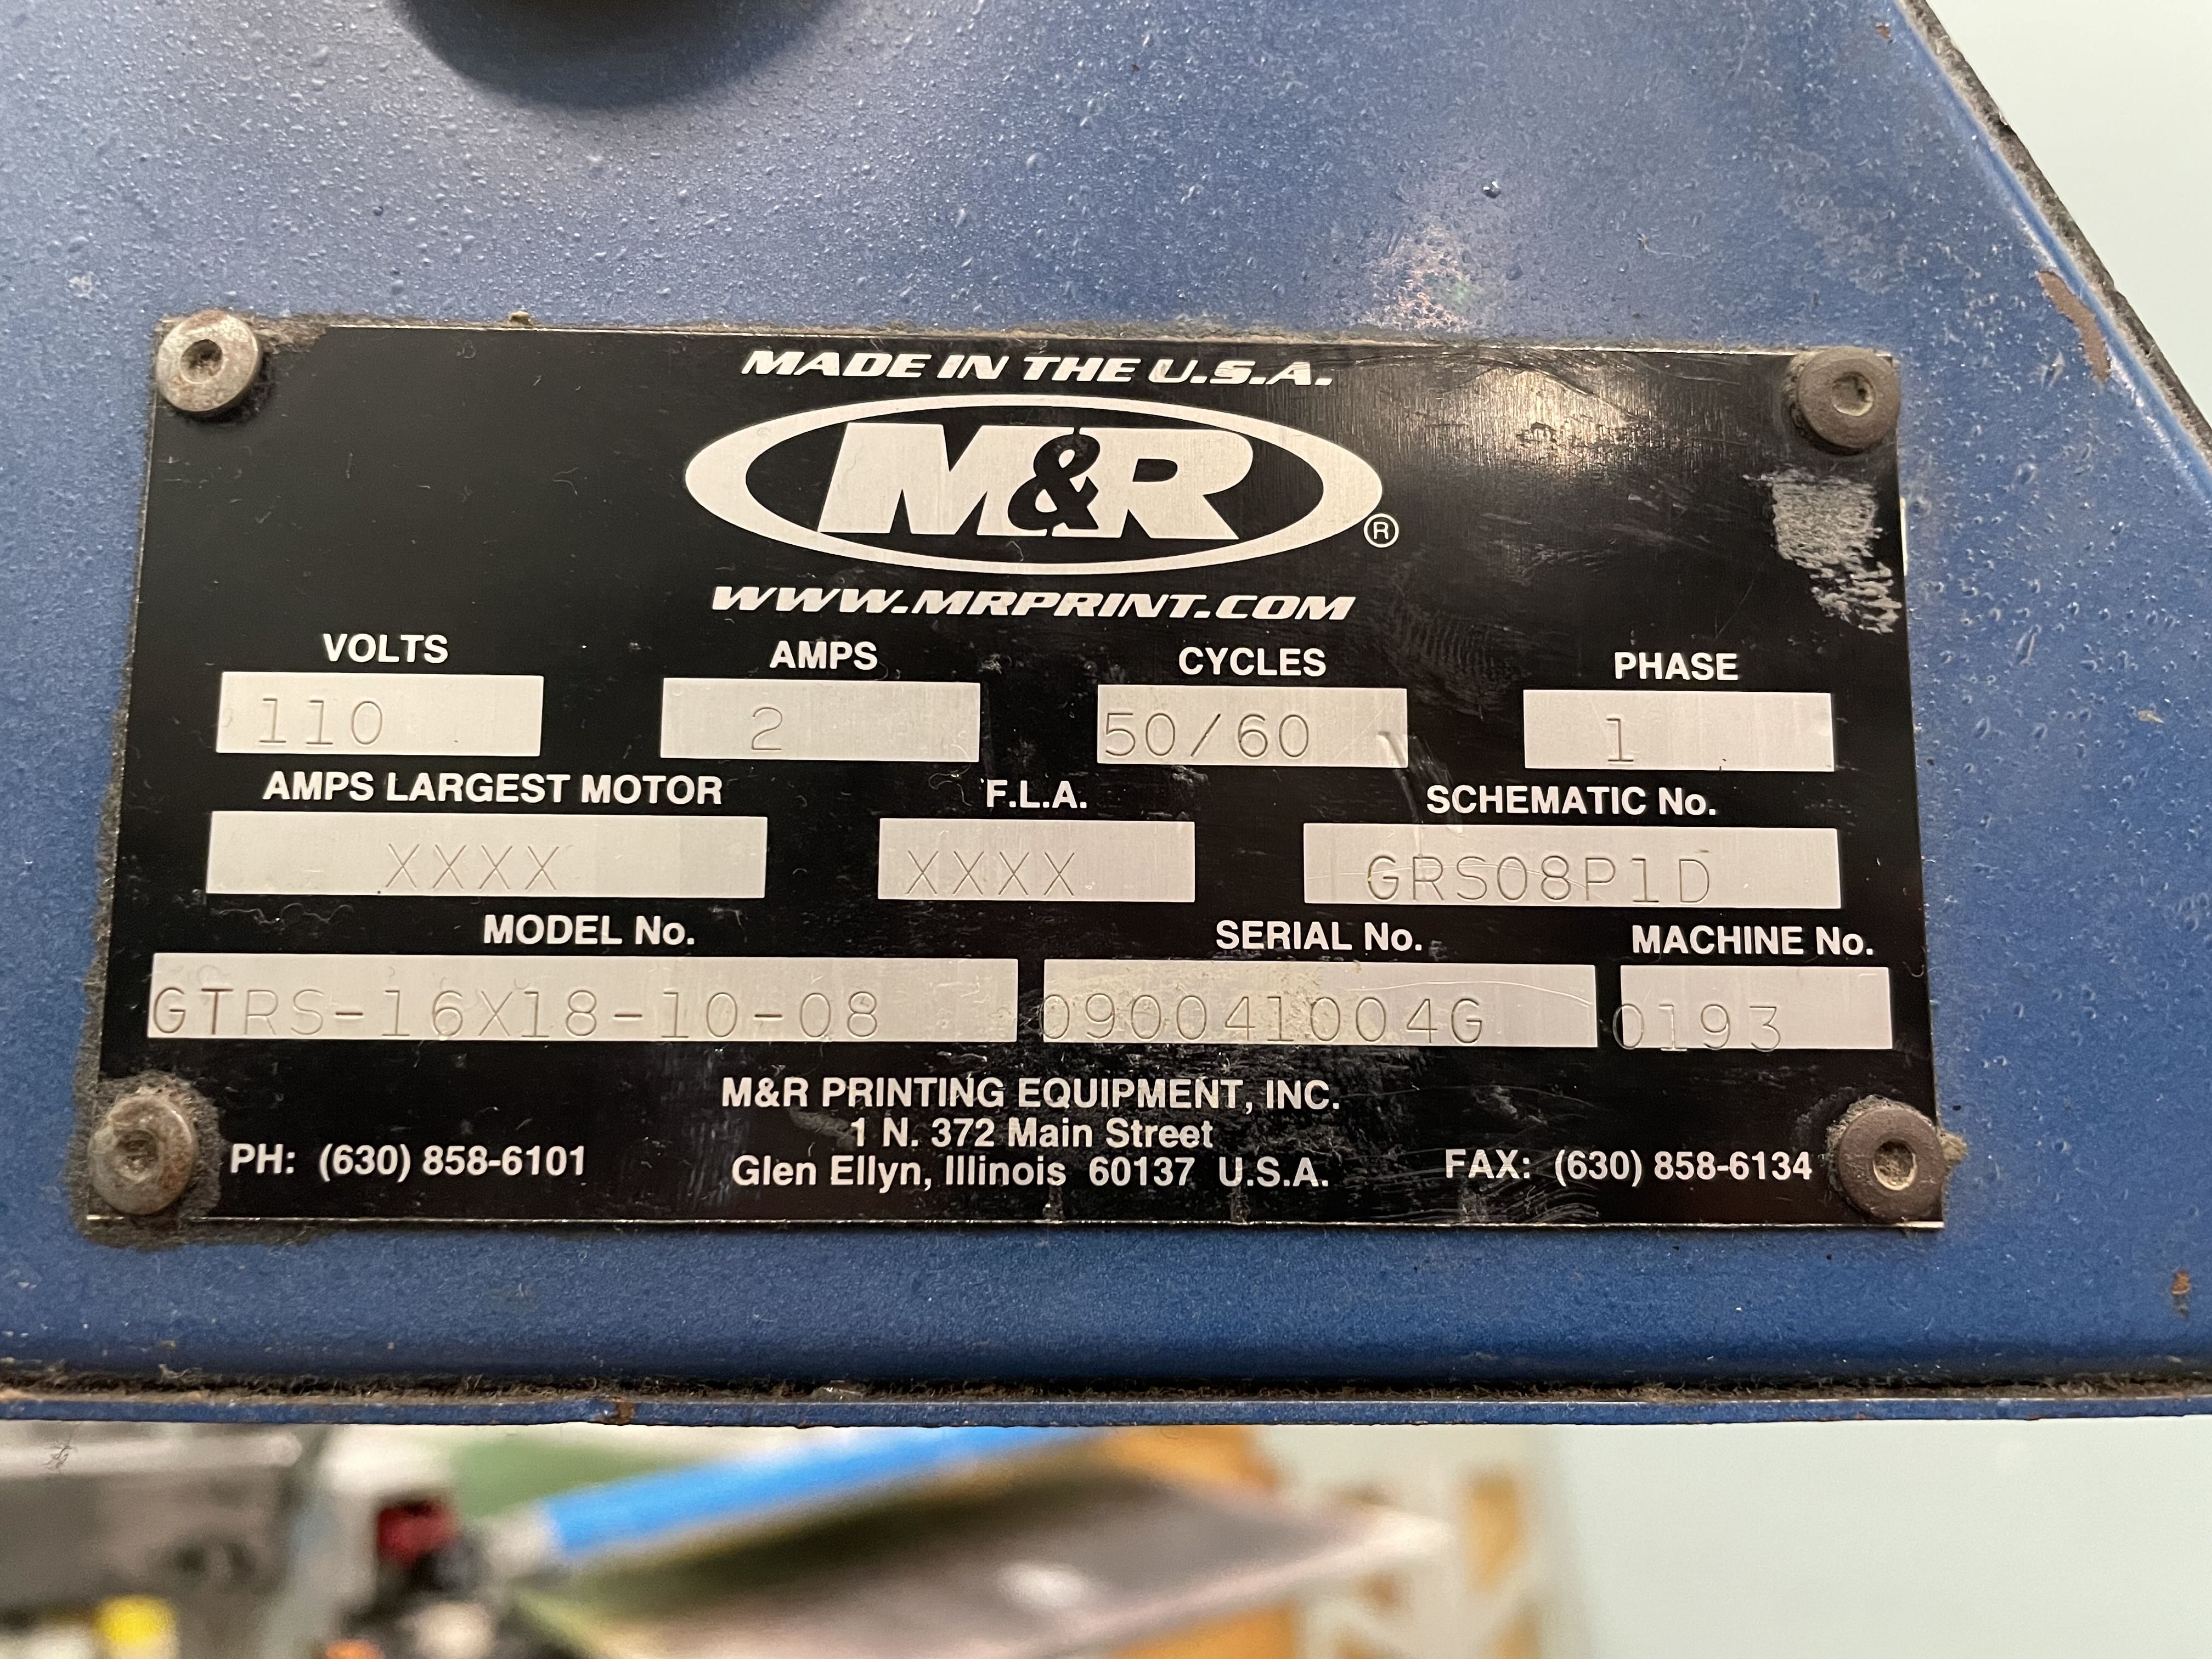 MADE IN THE U.S.A.
M&R®
WWW.MRPRINT.COM
VOLTS AMPS CYCLES PHASE
110 2 50/60 1
AMPS LARGEST MOTOR F.L.A. SCHEMATIC No.
XXXX XXXX GRS08P1D
MODEL No. SERIAL No. MACHINE No.
GTRS-16X18-10-08 090041004G 0193
M&R PRINTING EQUIPMENT, INC.
1 N. 372 Main Street
PH: (630) 858-6101 Glen Ellyn, Illinois 60137 U.S.A. FAX: (630) 858-6134